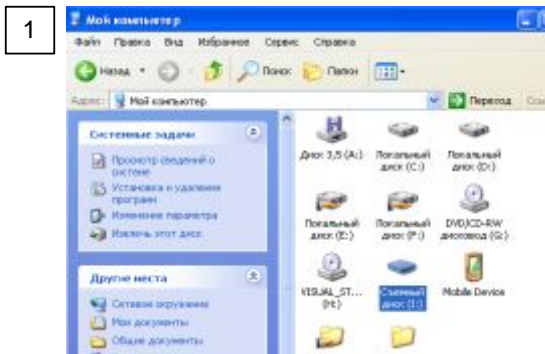 1
Мой компьютер
Файл Правка Вид Избранное Сервис Справка
Назад Поиск Папки
Адрес: Мой компьютер Переход
Системные задачи
Просмотр сведений о системе
Установка и удаление программ
Изменение параметра
Извлечь этот диск
Другие места
Сетевое окружение
Мои документы
Общие документы
Диск 3,5 (A:)
Локальный диск (C:)
Локальный диск (D:)
Локальный диск (E:)
Локальный диск (F:)
DVD/CD-RW дисковод (G:)
VISUAL_ST... (H:)
Съемный диск (I:)
Mobile Device